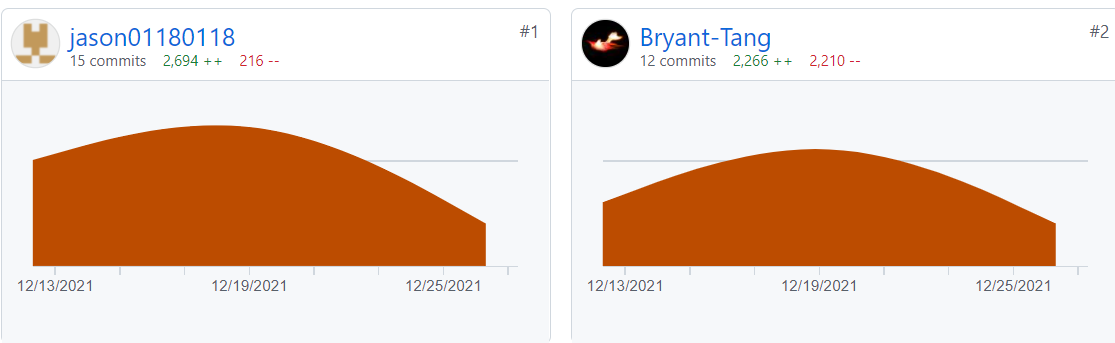 jason01180118 #1
15 commits 2,694 ++ 216 --
12/13/2021 12/19/2021 12/25/2021
Bryant-Tang #2
12 commits 2,266 ++ 2,210 --
12/13/2021 12/19/2021 12/25/2021